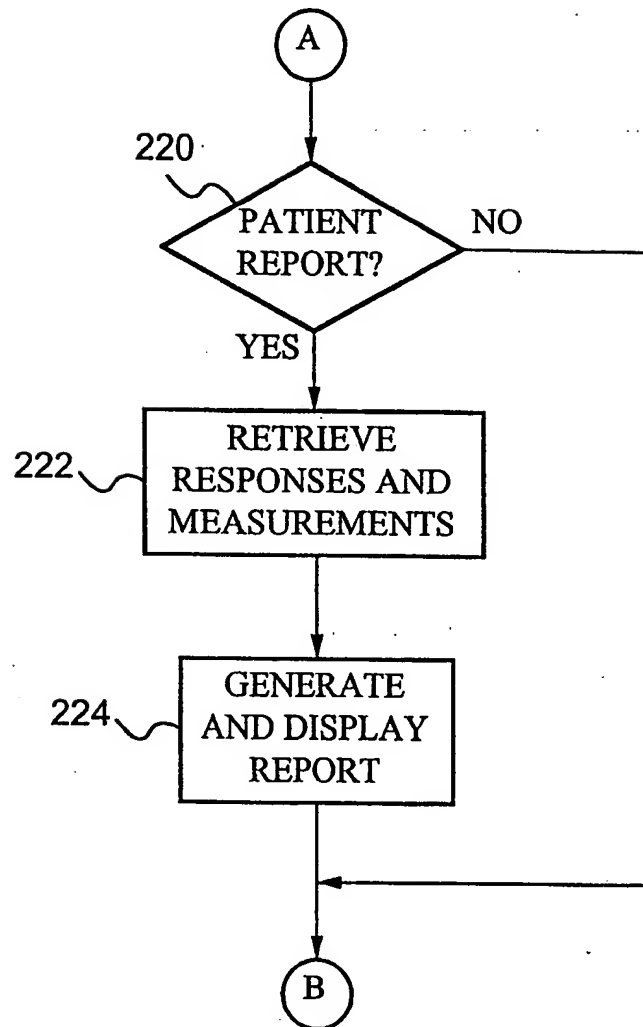 A
220
PATIENT
REPORT?
NO
YES
222
RETRIEVE
RESPONSES AND
MEASUREMENTS
224
GENERATE
AND DISPLAY
REPORT
B